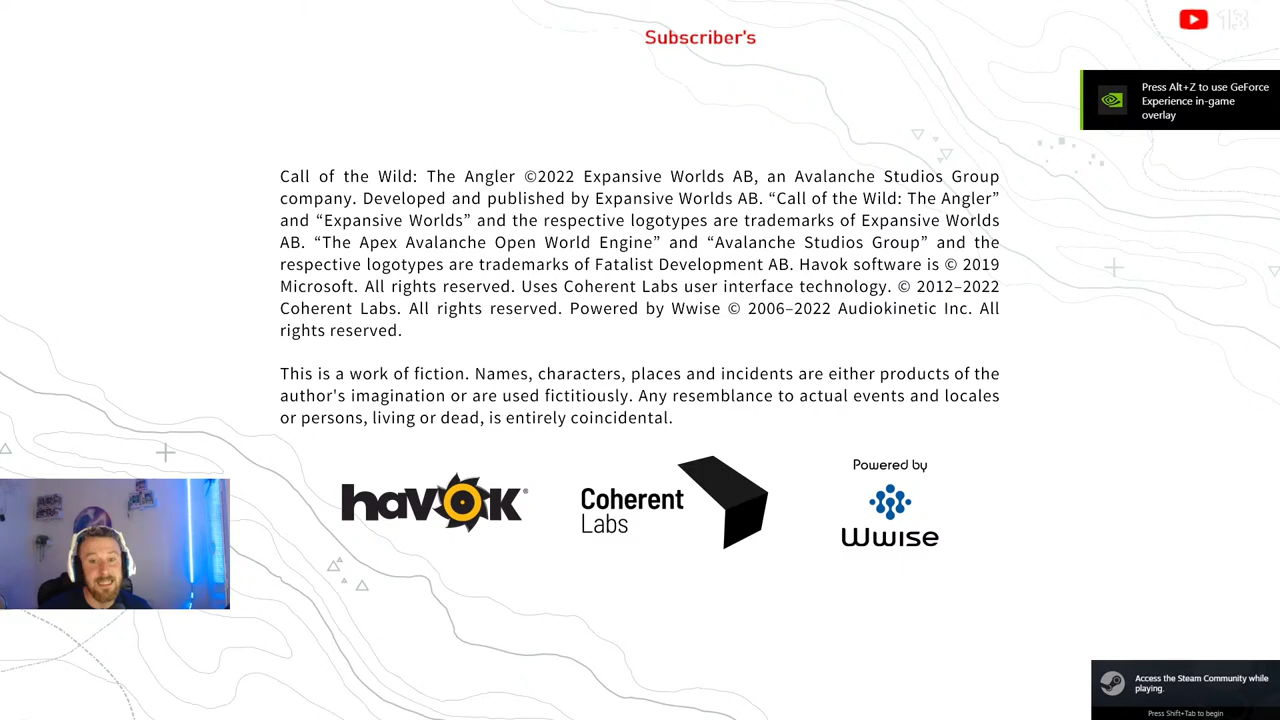 Subscriber's
13
Press Alt+Z to use GeForce
Experience in-game
overlay
Call of the Wild: The Angler ©2022 Expansive Worlds AB, an Avalanche Studios Group
company. Developed and published by Expansive Worlds AB. “Call of the Wild: The Angler”
and “Expansive Worlds” and the respective logotypes are trademarks of Expansive Worlds
AB. “The Apex Avalanche Open World Engine” and “Avalanche Studios Group” and the
respective logotypes are trademarks of Fatalist Development AB. Havok software is © 2019
Microsoft. All rights reserved. Uses Coherent Labs user interface technology. © 2012–2022
Coherent Labs. All rights reserved. Powered by Wwise © 2006–2022 Audiokinetic Inc. All
rights reserved.
This is a work of fiction. Names, characters, places and incidents are either products of the
author's imagination or are used fictitiously. Any resemblance to actual events and locales
or persons, living or dead, is entirely coincidental.
havok®
Coherent
Labs
Powered by
Wwise
Access the Steam Community while
playing.
Press Shift+Tab to begin